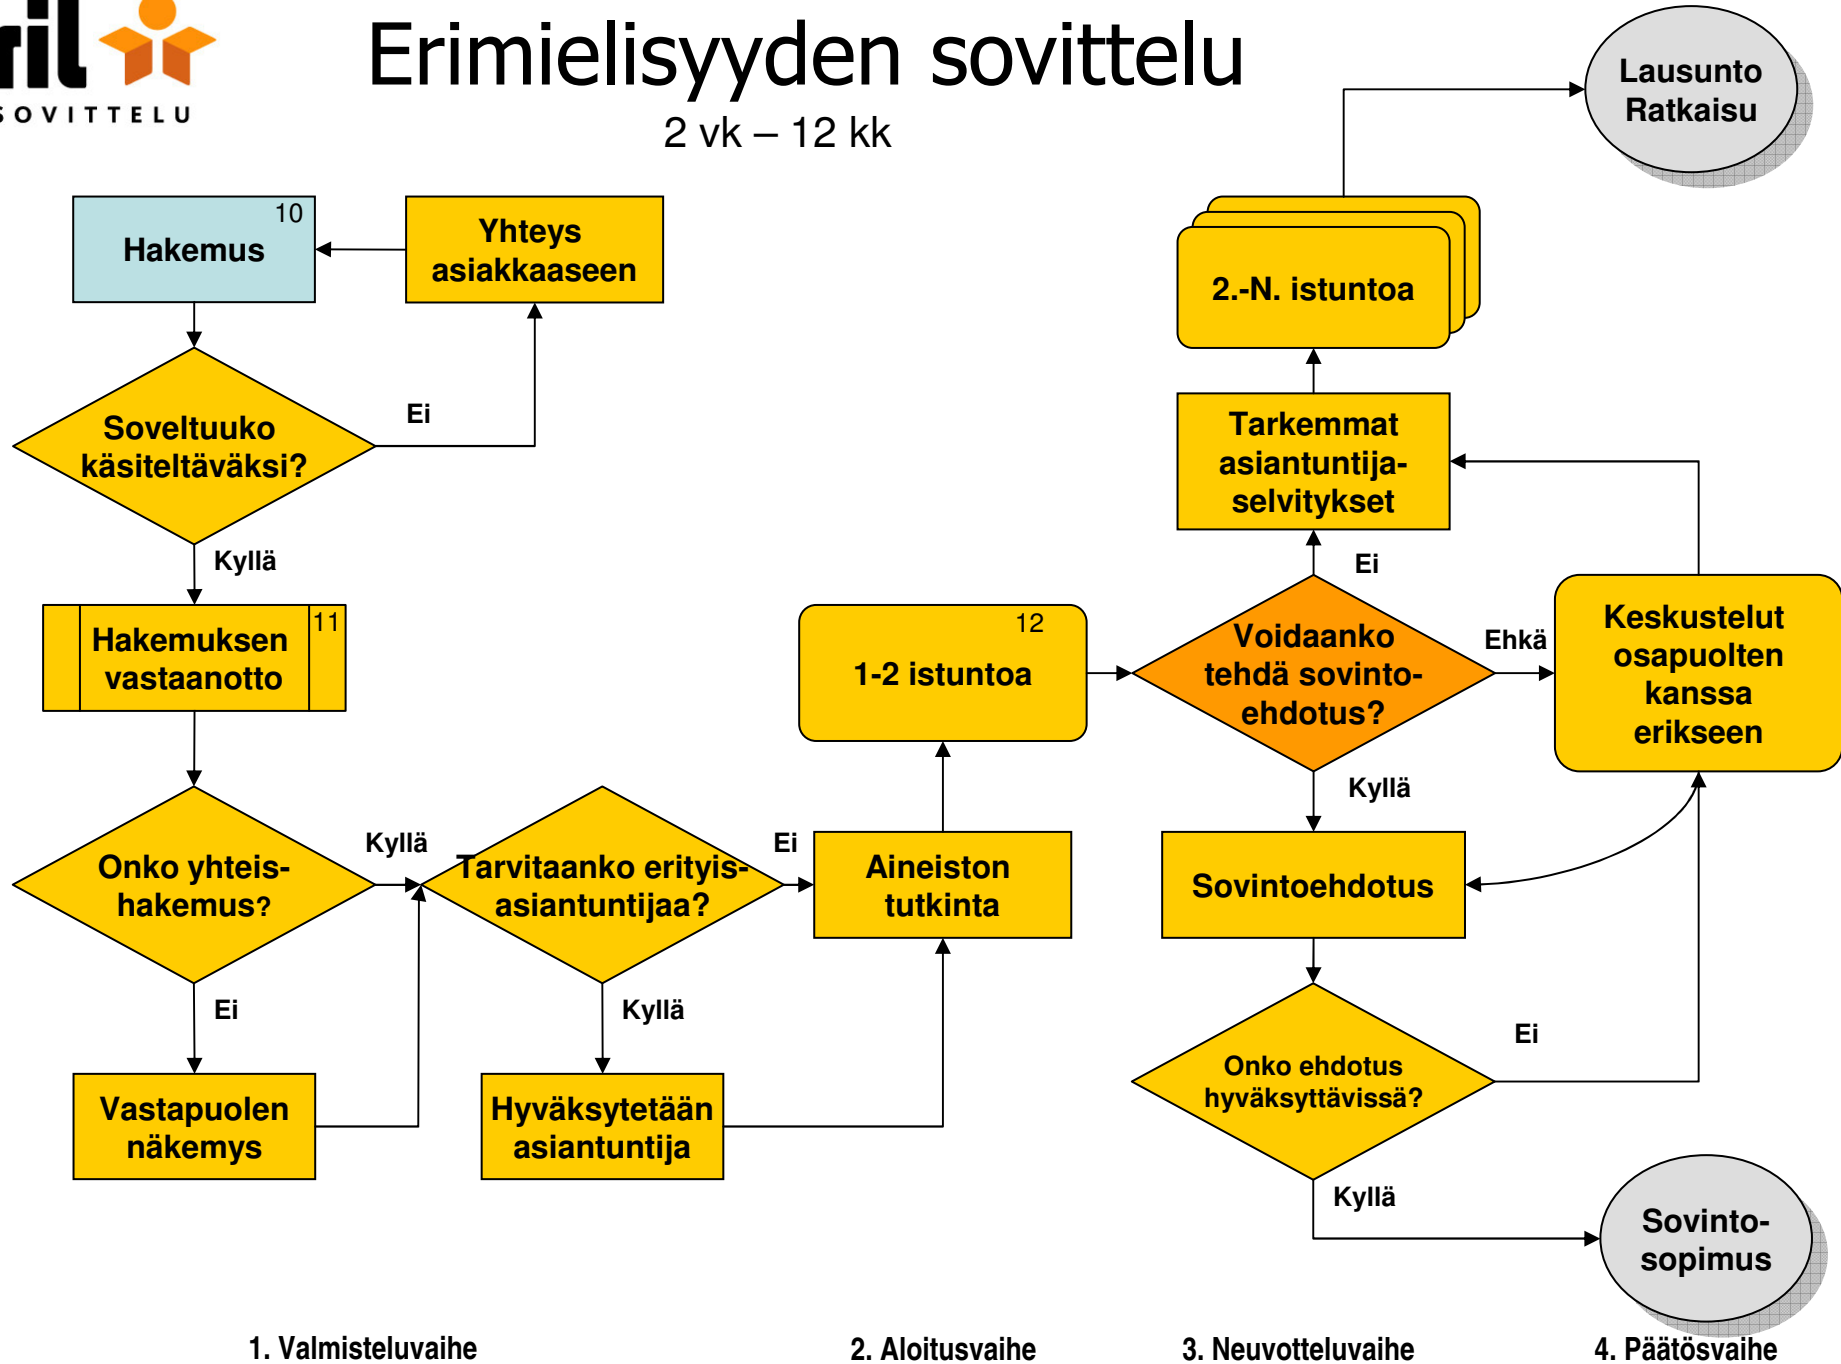 ril
SOVITTELU
Erimielisyyden sovittelu
2 vk – 12 kk
Lausunto
Ratkaisu
10
Hakemus
Yhteys
asiakkaaseen
2.-N. istuntoa
Soveltuuko
käsiteltäväksi?
Ei
Kyllä
Tarkemmat
asiantuntija-
selvitykset
Ei
11
Hakemuksen
vastaanotto
12
1-2 istuntoa
Voidaanko
tehdä sovinto-
ehdotus?
Ehkä
Keskustelut
osapuolten
kanssa
erikseen
Kyllä
Onko yhteis-
hakemus?
Kyllä
Tarvitaanko erityis-
asiantuntijaa?
Ei
Aineiston
tutkinta
Sovintoehdotus
Ei
Kyllä
Vastapuolen
näkemys
Hyväksytetään
asiantuntija
Onko ehdotus
hyväksyttävissä?
Ei
Kyllä
Sovinto-
sopimus
1. Valmisteluvaihe
2. Aloitusvaihe
3. Neuvotteluvaihe
4. Päätösvaihe